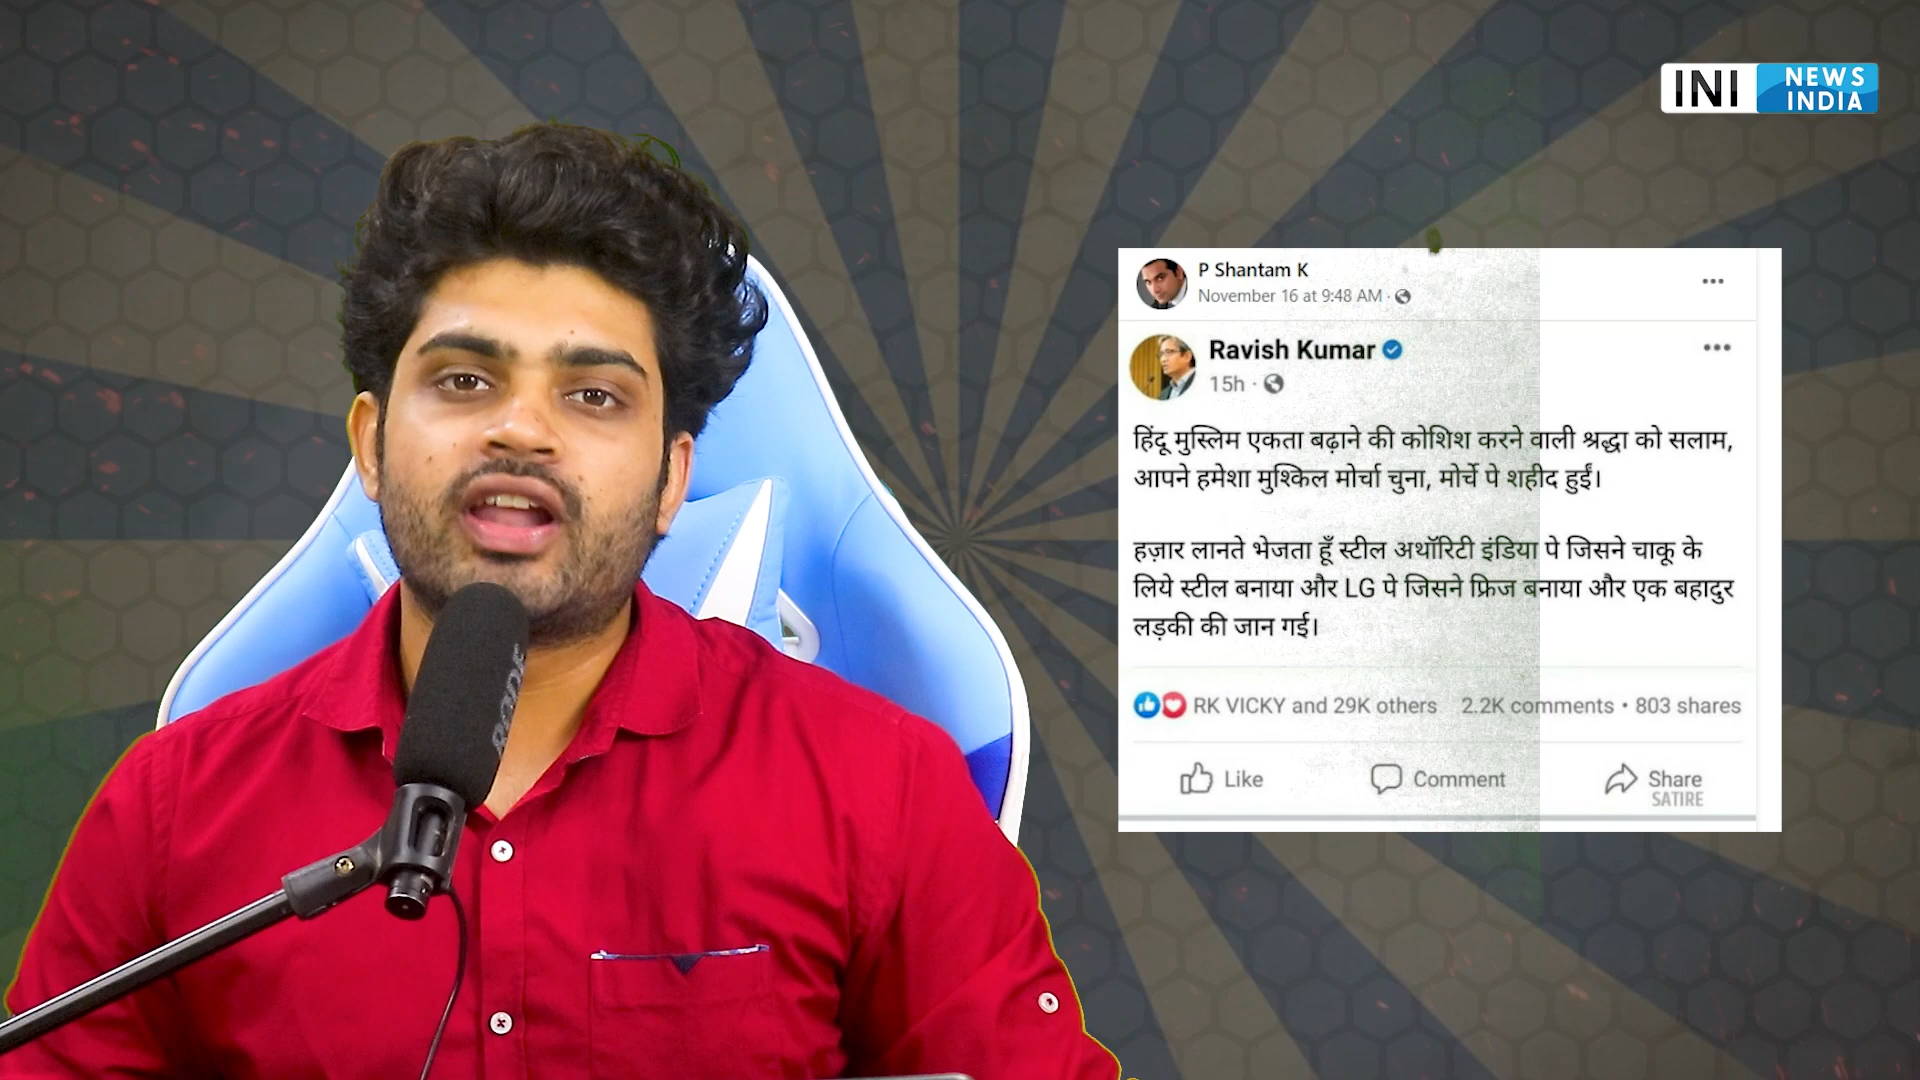 INI NEWS INDIA
P Shantam K
November 16 at 9:48 AM ·
Ravish Kumar
15h ·
हिंदू मुस्लिम एकता बढ़ाने की कोशिश करने वाली श्रद्धा को सलाम,
आपने हमेशा मुश्किल मोर्चा चुना, मोर्चे पे शहीद हुईं।
हज़ार लानते भेजता हूँ स्टील अथॉरिटी इंडिया पे जिसने चाकू के
लिये स्टील बनाया और LG पे जिसने फ्रिज बनाया और एक बहादुर
लड़की की जान गई।
RK VICKY and 29K others 2.2K comments • 803 shares
Like Comment Share
SATIRE
RODE